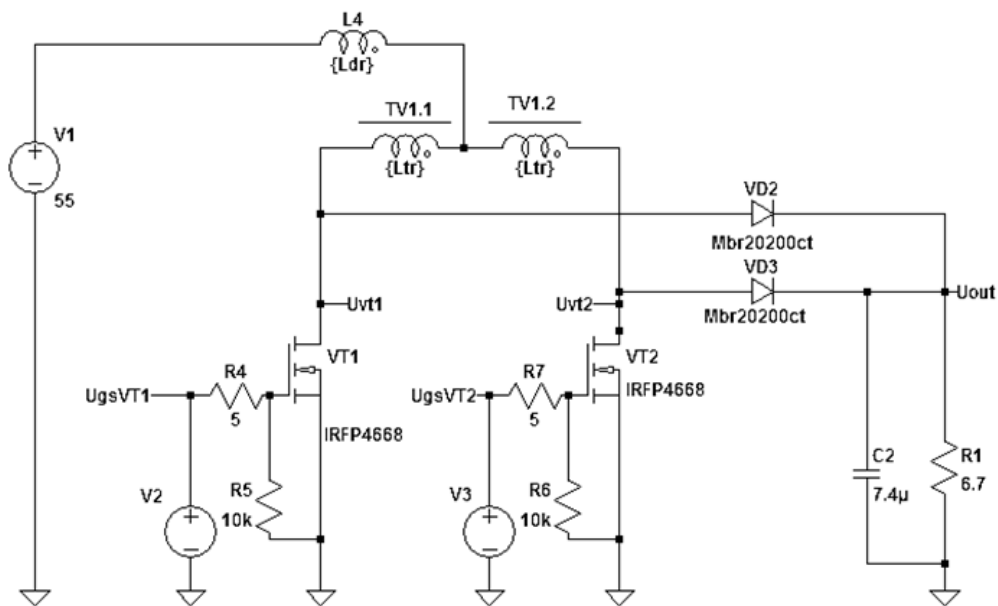 L4
{Ldr}
TV1.1
TV1.2
{Ltr}
{Ltr}
V1
55
VD2
Mbr20200ct
VD3
Mbr20200ct
Uout
Uvt1
Uvt2
VT1
VT2
R4
R7
UgsVT1
UgsVT2
5
5
IRFP4668
IRFP4668
C2
7.4µ
R1
6.7
V2
R5
10k
V3
R6
10k